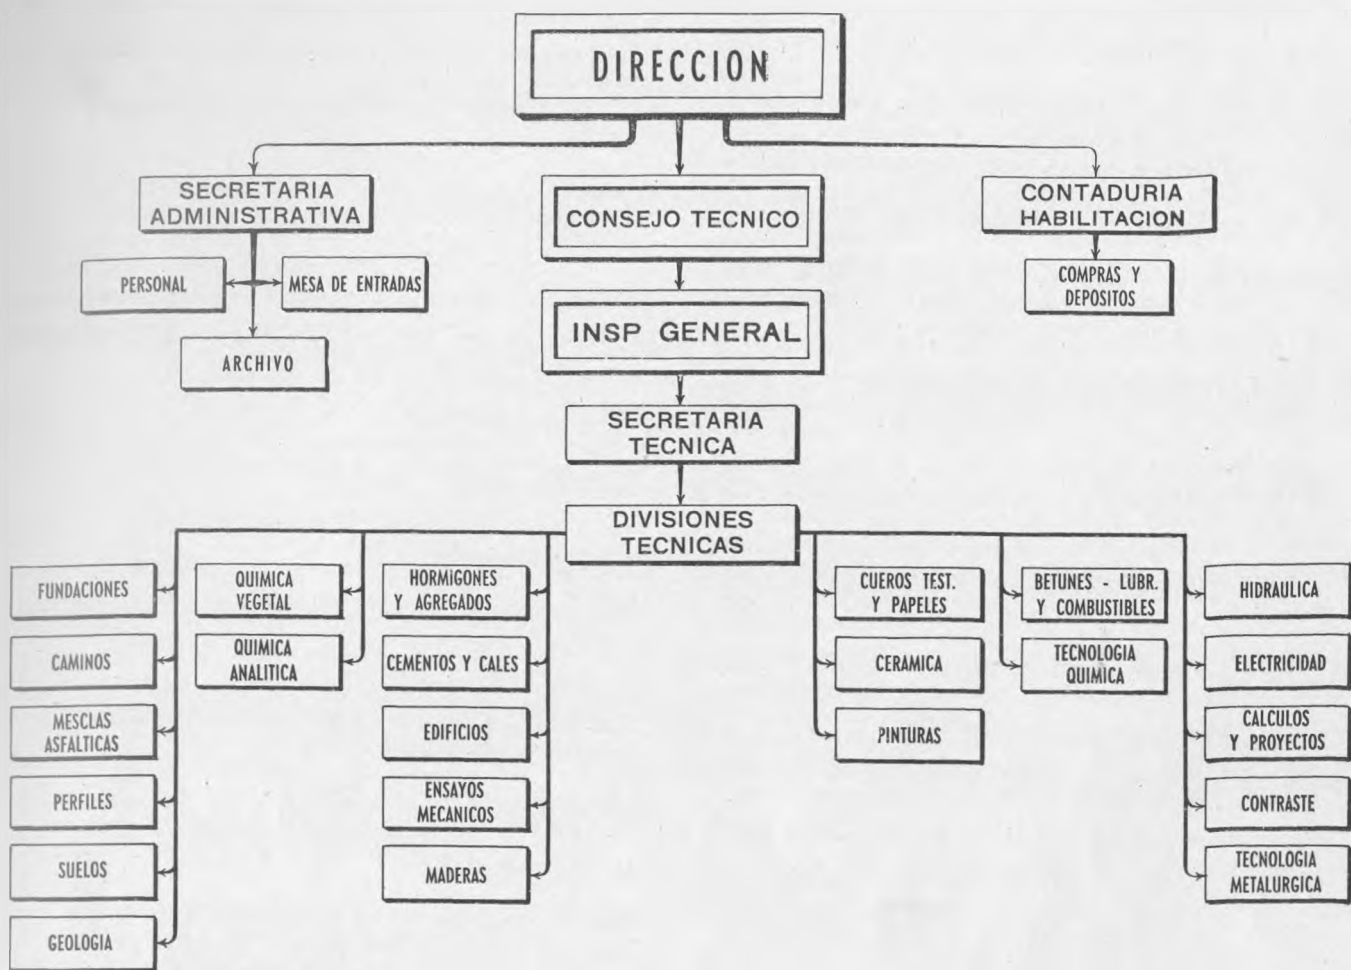 DIRECCION
SECRETARIA
ADMINISTRATIVA
CONSEJO TECNICO
CONTADURIA
HABILITACION
PERSONAL
MESA DE ENTRADAS
COMPRAS Y
DEPOSITOS
INSP GENERAL
ARCHIVO
SECRETARIA
TECNICA
DIVISIONES
TECNICAS
FUNDACIONES
CAMINOS
MESCLAS
ASFALTICAS
PERFILES
SUELOS
GEOLOGIA
QUIMICA
VEGETAL
QUIMICA
ANALITICA
HORMIGONES
Y AGREGADOS
CEMENTOS Y CALES
EDIFICIOS
ENSAYOS
MECANICOS
MADERAS
CUEROS TEST.
Y PAPELES
CERAMICA
PINTURAS
BETUNES - LUBR.
Y COMBUSTIBLES
TECNOLOGIA
QUIMICA
HIDRAULICA
ELECTRICIDAD
CALCULOS
Y PROYECTOS
CONTRASTE
TECNOLOGIA
METALURGICA